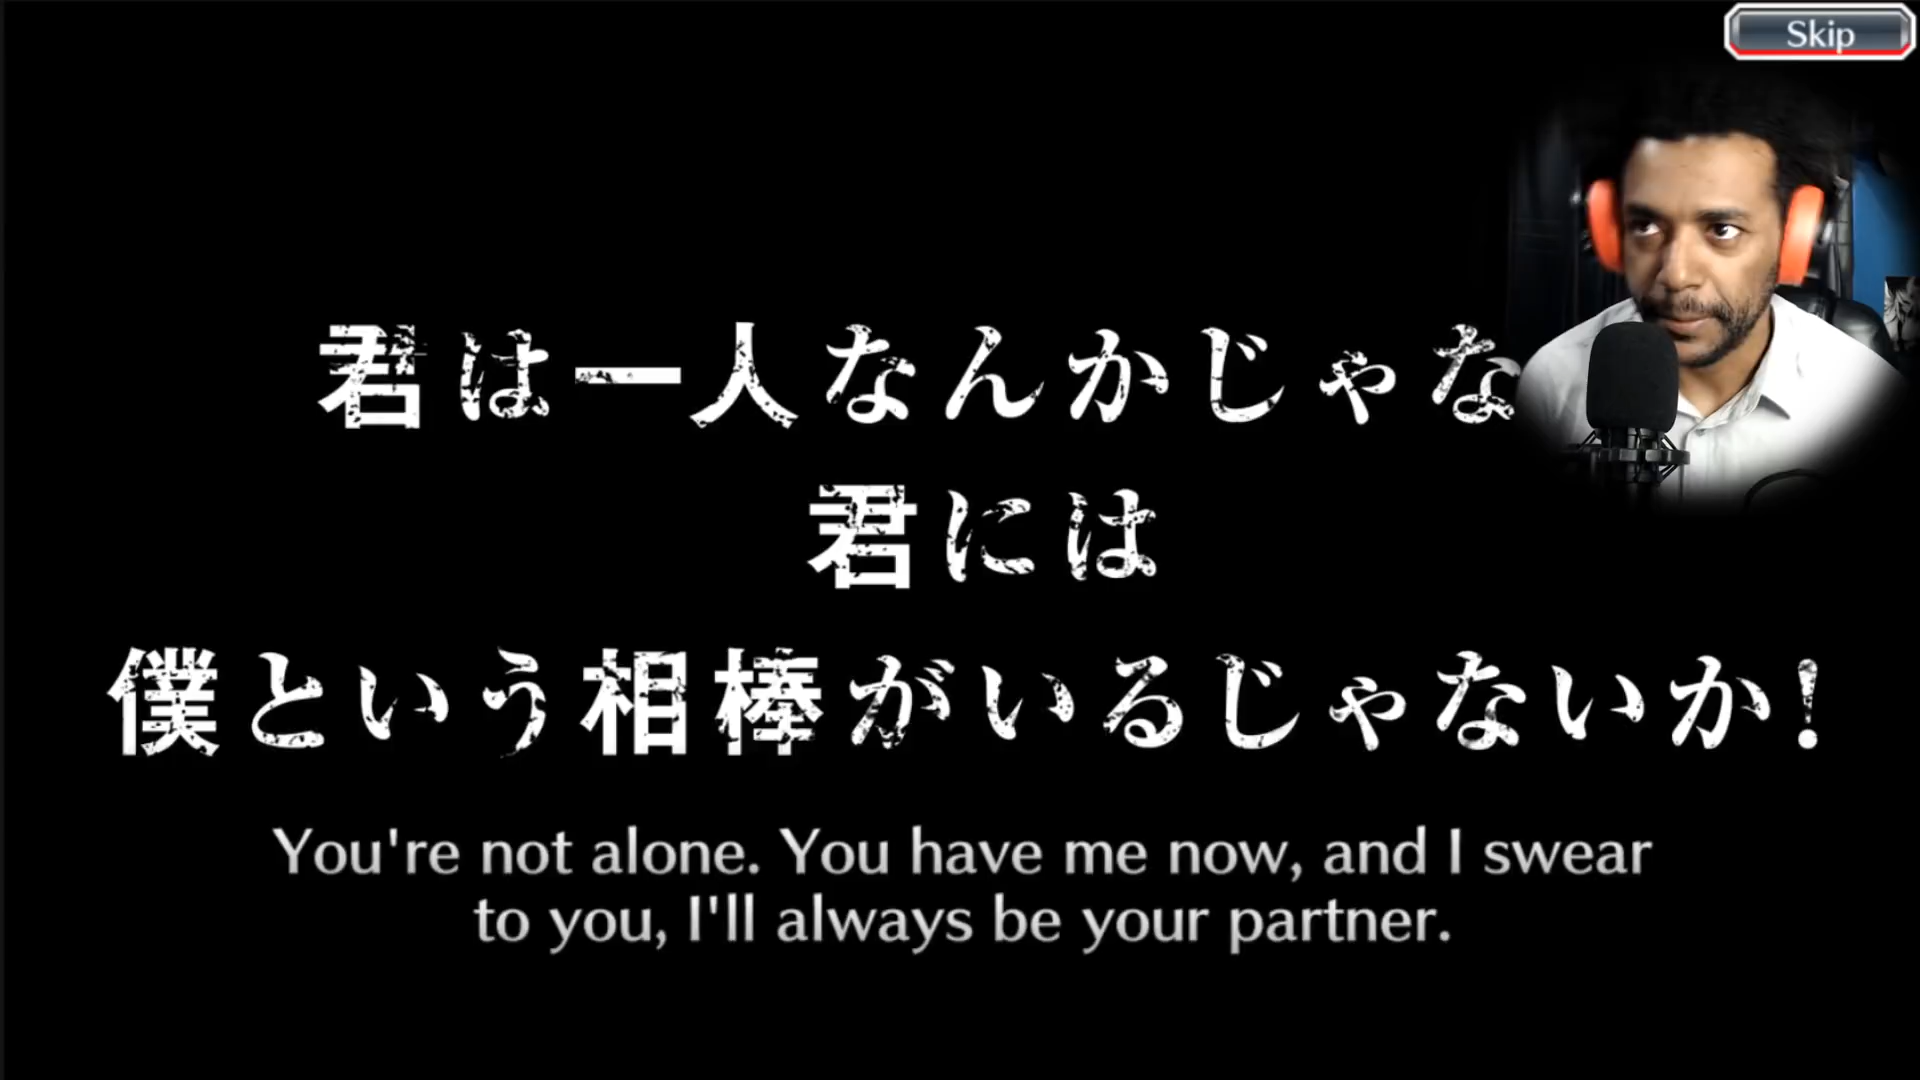 Skip
君は一人なんかじゃな
君には
僕という相棒がいるじゃないか!
You're not alone. You have me now, and I swear
to you, I'll always be your partner.